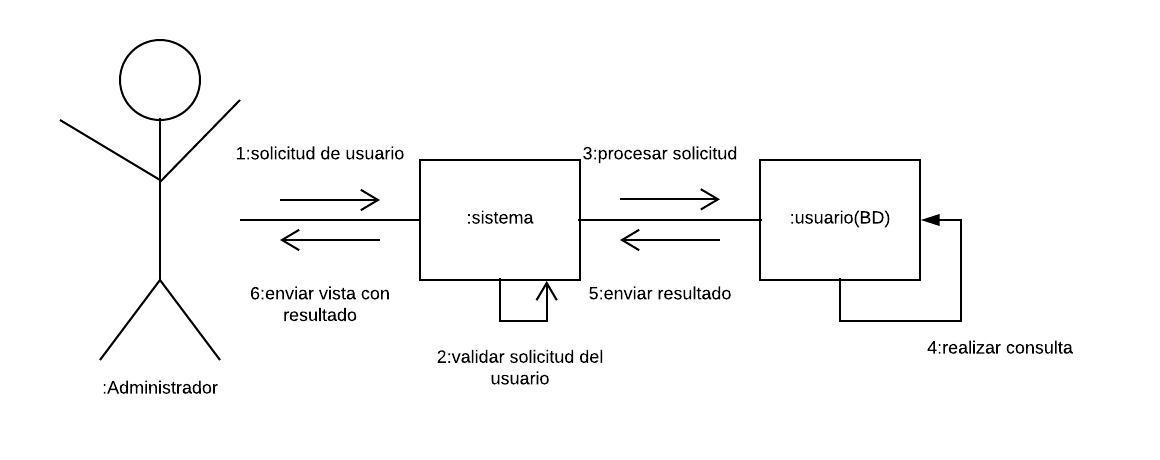 1:solicitud de usuario
3:procesar solicitud
:sistema
:usuario(BD)
6:enviar vista con
resultado
5:enviar resultado
2:validar solicitud del
usuario
4:realizar consulta
:Administrador